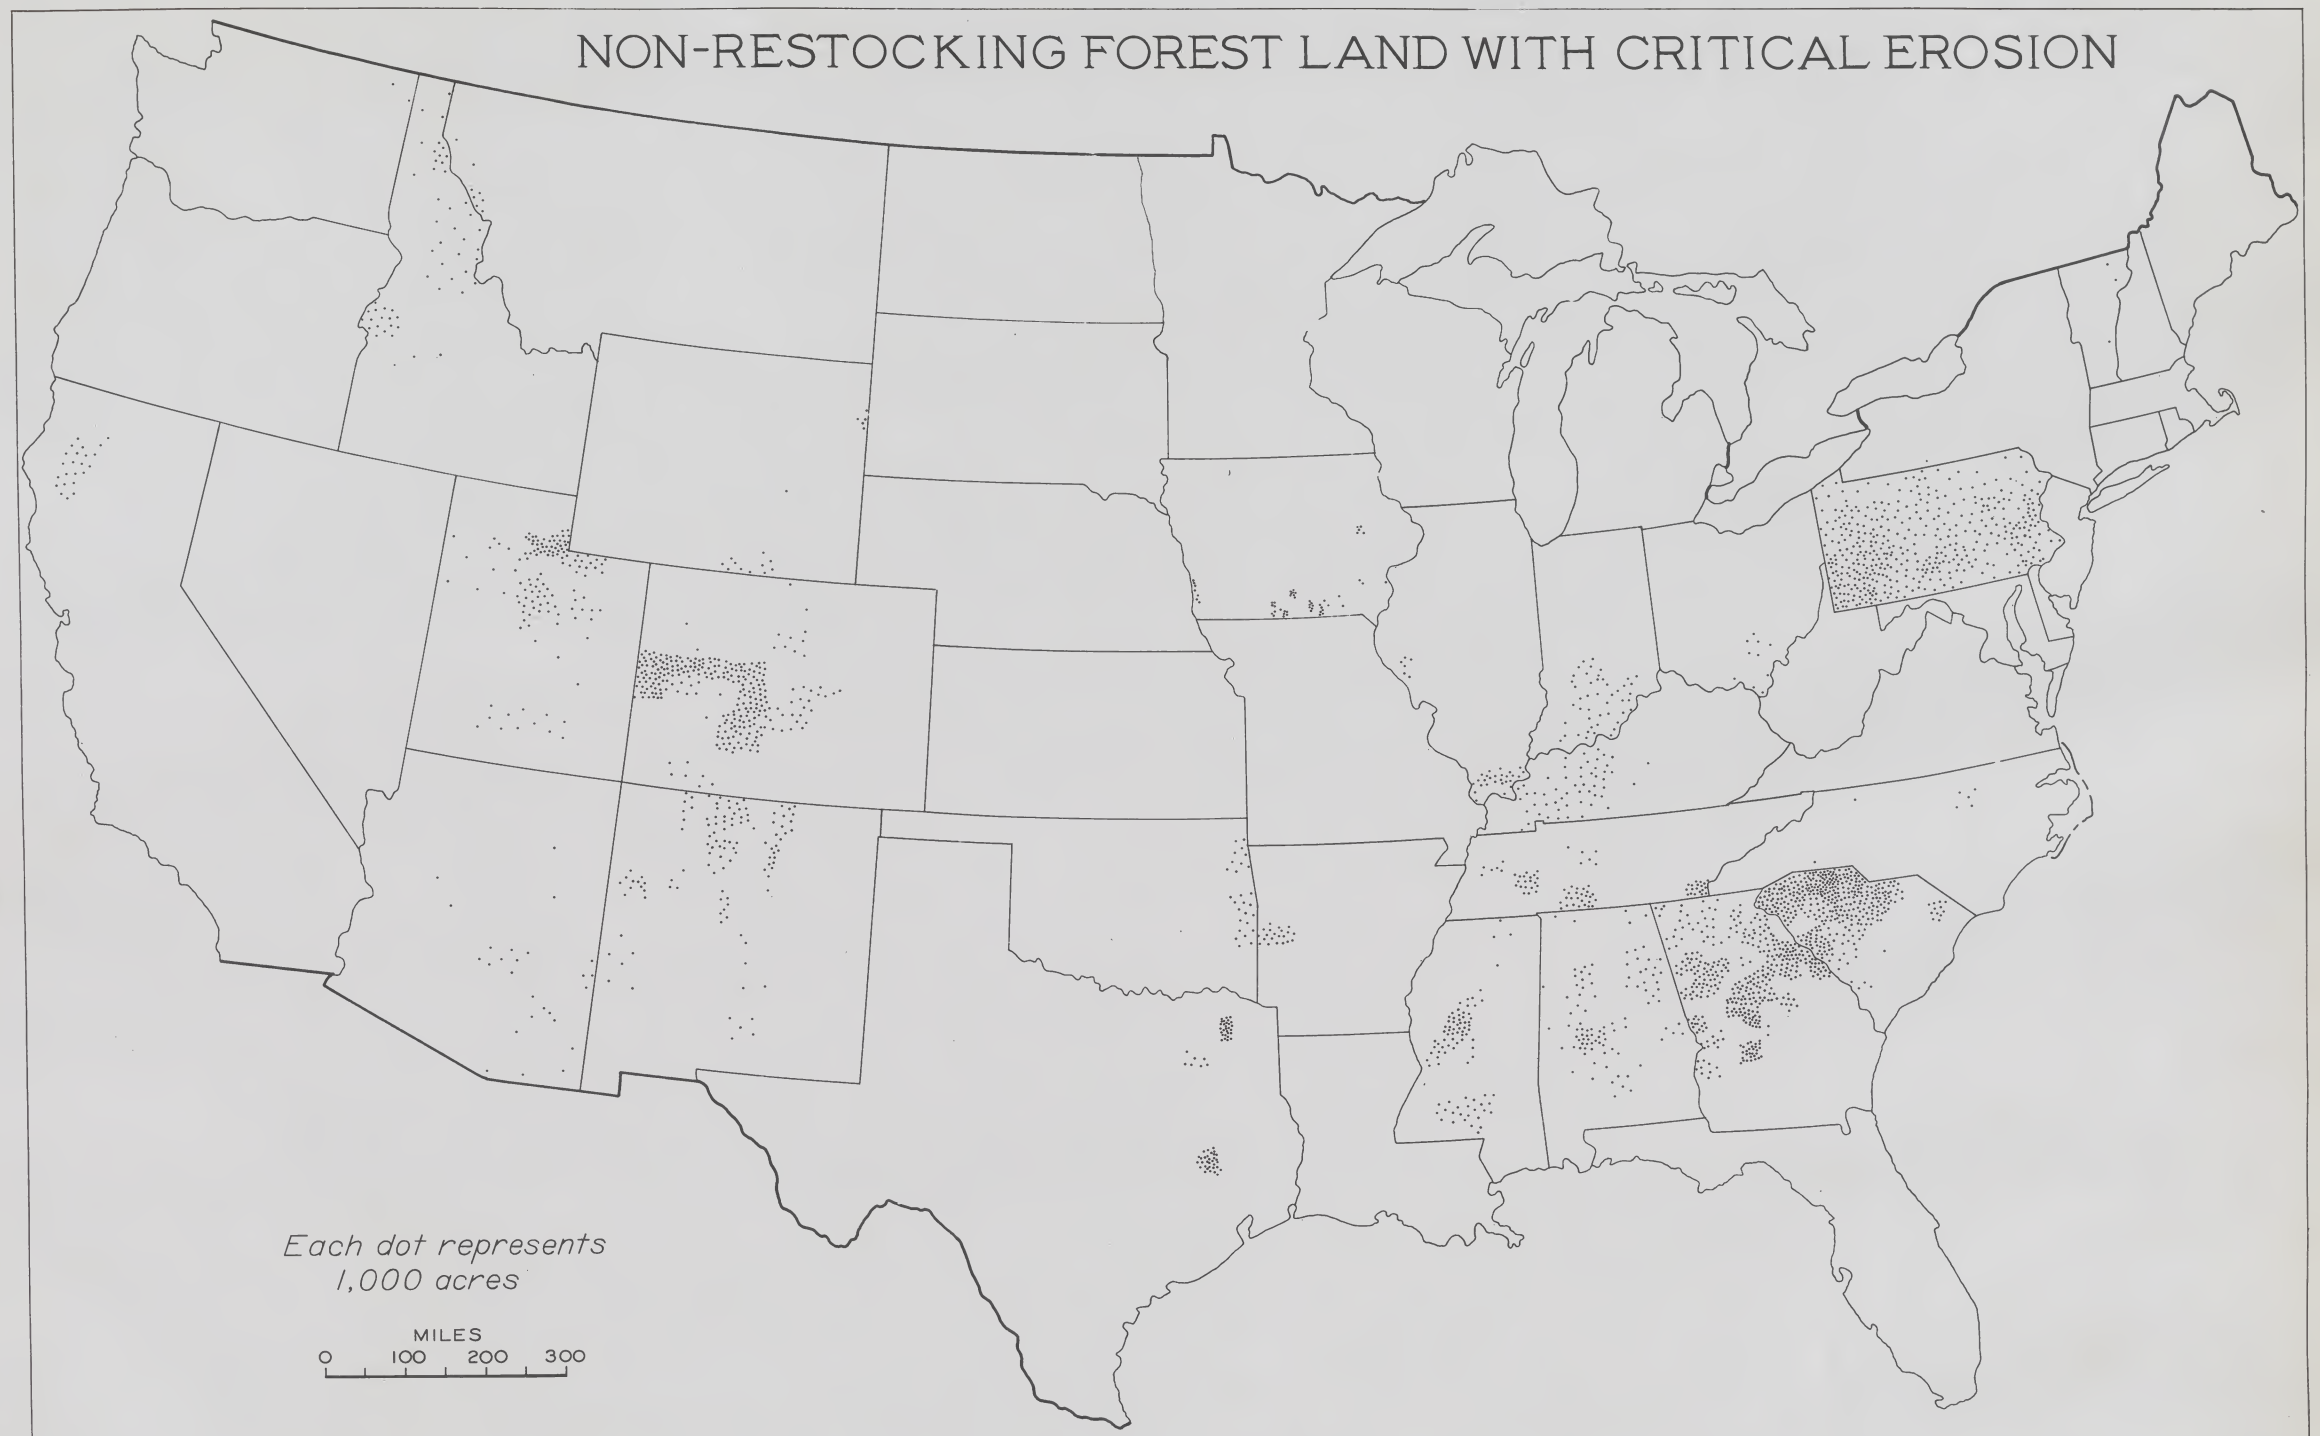 NON-RESTOCKING FOREST LAND WITH CRITICAL EROSION
Each dot represents
1,000 acres
MILES
0 100 200 300